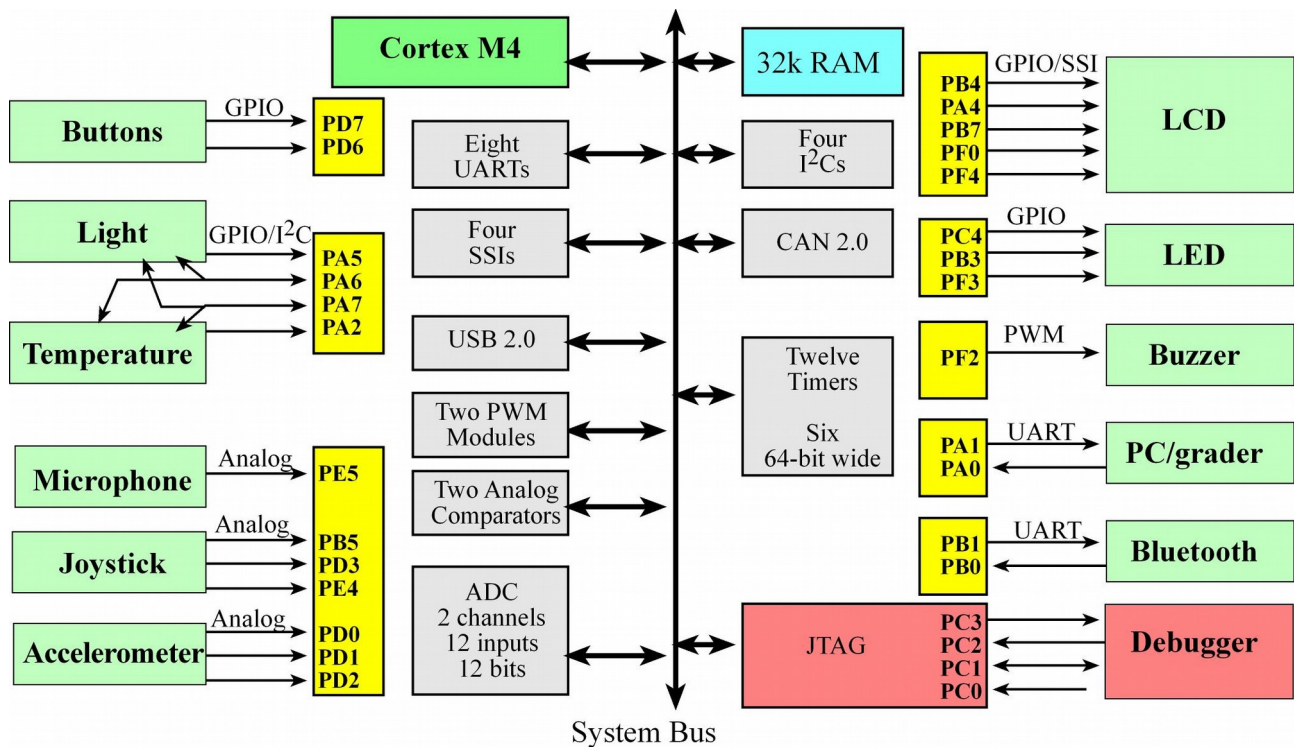 Cortex M4
32k RAM
Buttons
GPIO
PD7
PD6
Light
GPIO/I²C
PA5
PA6
PA7
PA2
Temperature
Microphone
Analog
PE5
Joystick
Analog
PB5
PD3
PE4
Accelerometer
Analog
PD0
PD1
PD2
Eight
UARTs
Four
SSIs
USB 2.0
Two PWM
Modules
Two Analog
Comparators
ADC
2 channels
12 inputs
12 bits
System Bus
Four
I²Cs
CAN 2.0
Twelve
Timers
Six
64-bit wide
JTAG
PC3
PC2
PC1
PC0
Debugger
PB4
PA4
PB7
PF0
PF4
GPIO/SSI
LCD
PC4
PB3
PF3
GPIO
LED
PF2
PWM
Buzzer
PA1
PA0
UART
PC/grader
PB1
PB0
UART
Bluetooth